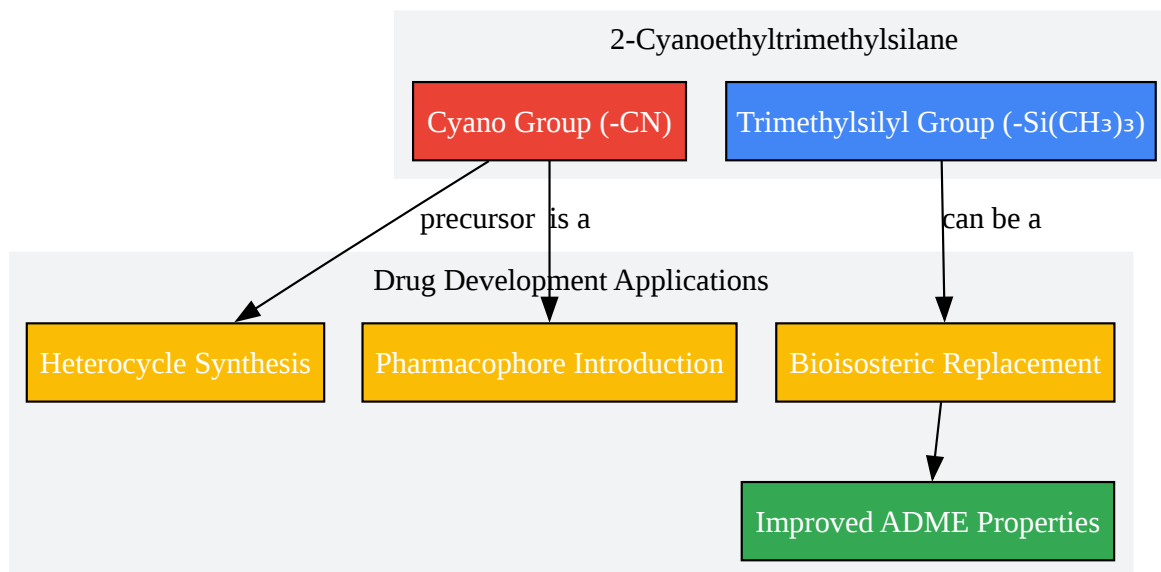 2-Cyanoethyltrimethylsilane
Cyano Group (-CN)
Trimethylsilyl Group (-Si(CH₃)₃)
precursor
is a
can be a
Drug Development Applications
Heterocycle Synthesis
Pharmacophore Introduction
Bioisosteric Replacement
Improved ADME Properties